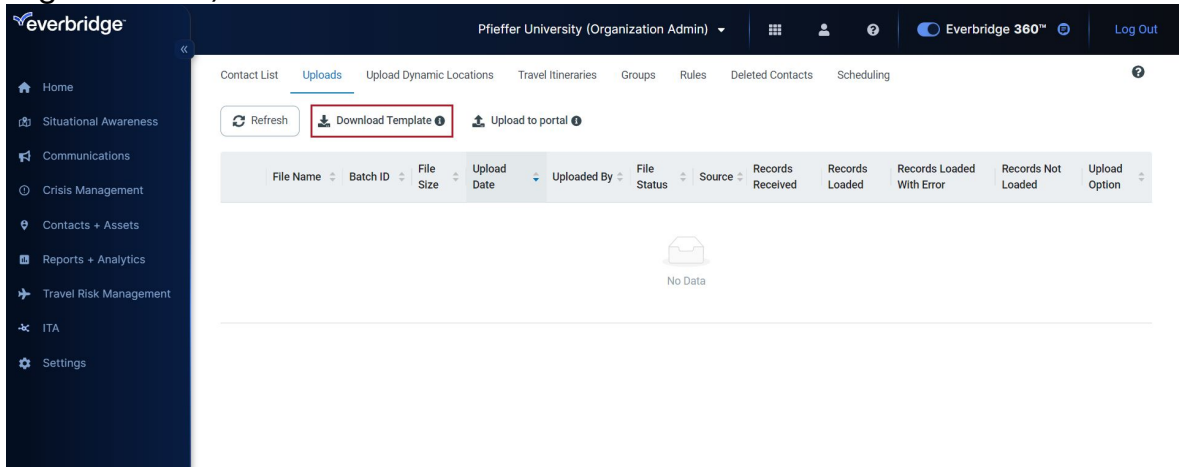 everbridge
Pfieffer University (Organization Admin)
Everbridge 360™
Log Out
«
Home
Situational Awareness
Communications
Crisis Management
Contacts + Assets
Reports + Analytics
Travel Risk Management
ITA
Settings
Contact List Uploads Upload Dynamic Locations Travel Itineraries Groups Rules Deleted Contacts Scheduling
Refresh Download Template Upload to portal
File Name Batch ID File Size Upload Date Uploaded By File Status Source Records Received Records Loaded Records Loaded With Error Records Not Loaded Upload Option
No Data